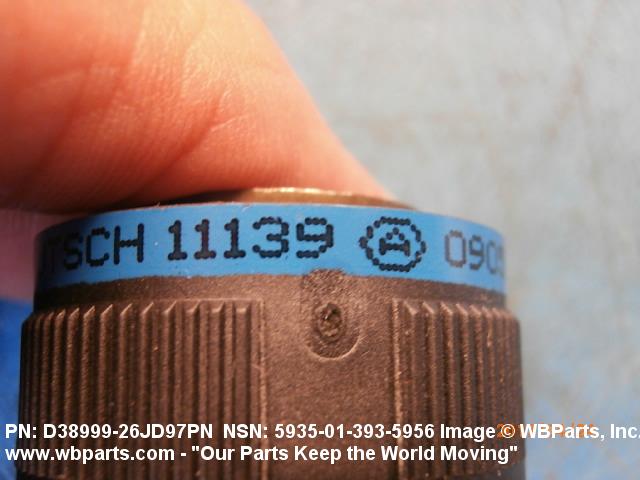 UTSCH 11139 A 090
PN: D38999-26JD97PN NSN: 5935-01-393-5956 Image © WBParts, Inc.
www.wbparts.com - "Our Parts Keep the World Moving"